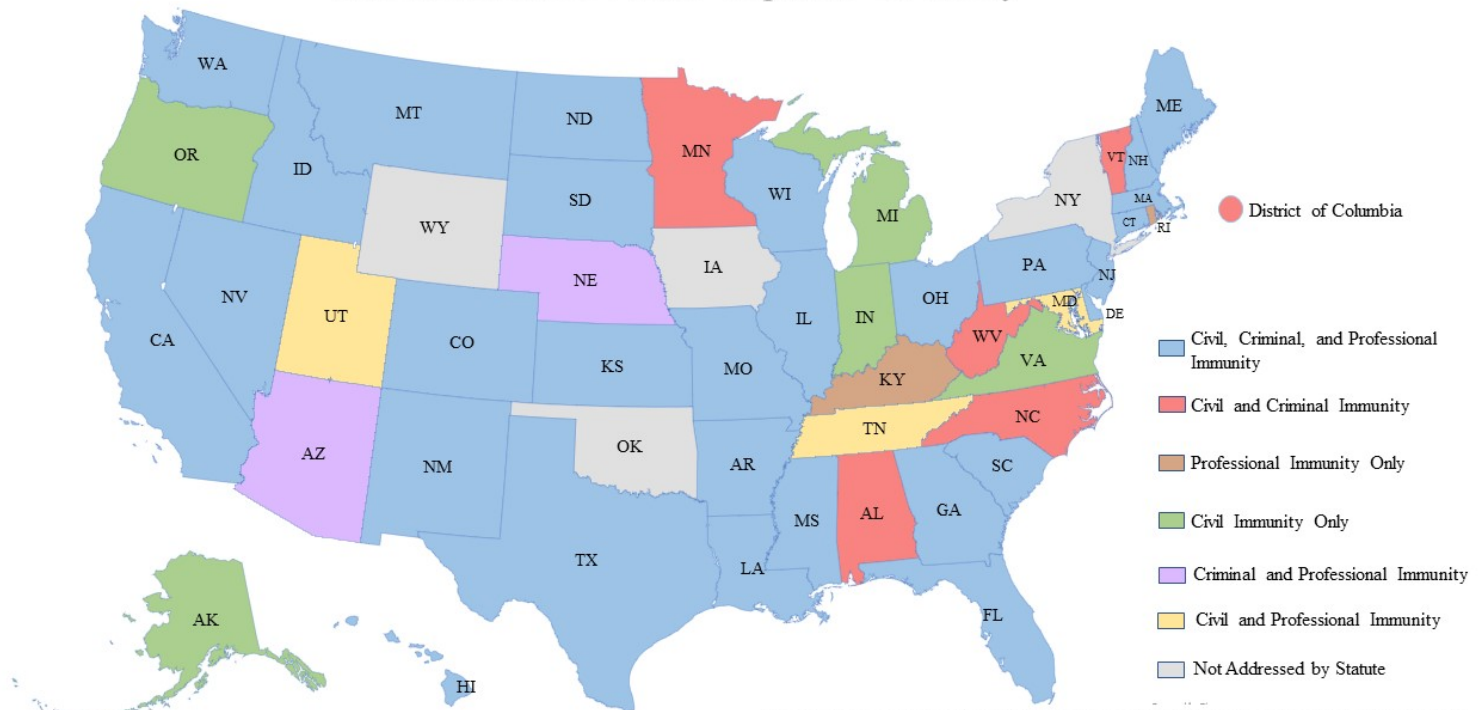 WA
MT
ND
MN
ME
OR
ID
SD
WI
VT
NH
MI
NY
MA
CT
RI
District of Columbia
WY
IA
NE
PA
NJ
NV
UT
IL
IN
OH
MD
DE
CA
CO
WV
VA
Civil, Criminal, and Professional
Immunity
KS
MO
KY
Civil and Criminal Immunity
AZ
NM
OK
AR
TN
NC
SC
Professional Immunity Only
MS
AL
GA
Civil Immunity Only
TX
LA
Criminal and Professional Immunity
AK
FL
Civil and Professional Immunity
HI
Not Addressed by Statute